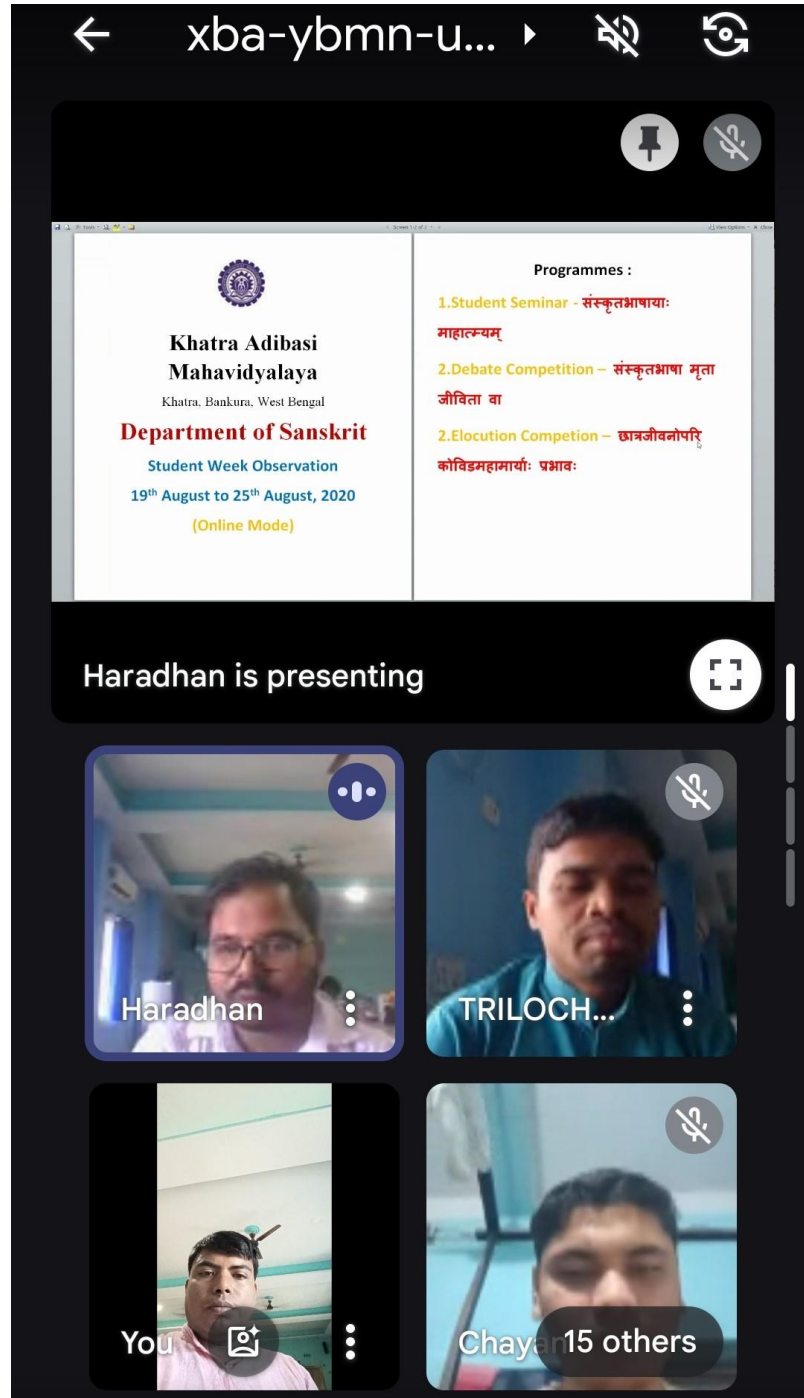 xba-ybmn-u...
Khatra Adibasi
Mahavidyalaya
Khatra, Bankura, West Bengal
Department of Sanskrit
Student Week Observation
19th August to 25th August, 2020
(Online Mode)
Programmes :
1.Student Seminar - संस्कृतभाषायाः
माहात्म्यम्
2.Debate Competition – संस्कृतभाषा मृता
जीविता वा
2.Elocution Competion – छात्रजीवनोपरि
कोविडमहामार्याः प्रभावः
Haradhan is presenting
Haradhan
TRILOCH...
You
15 others